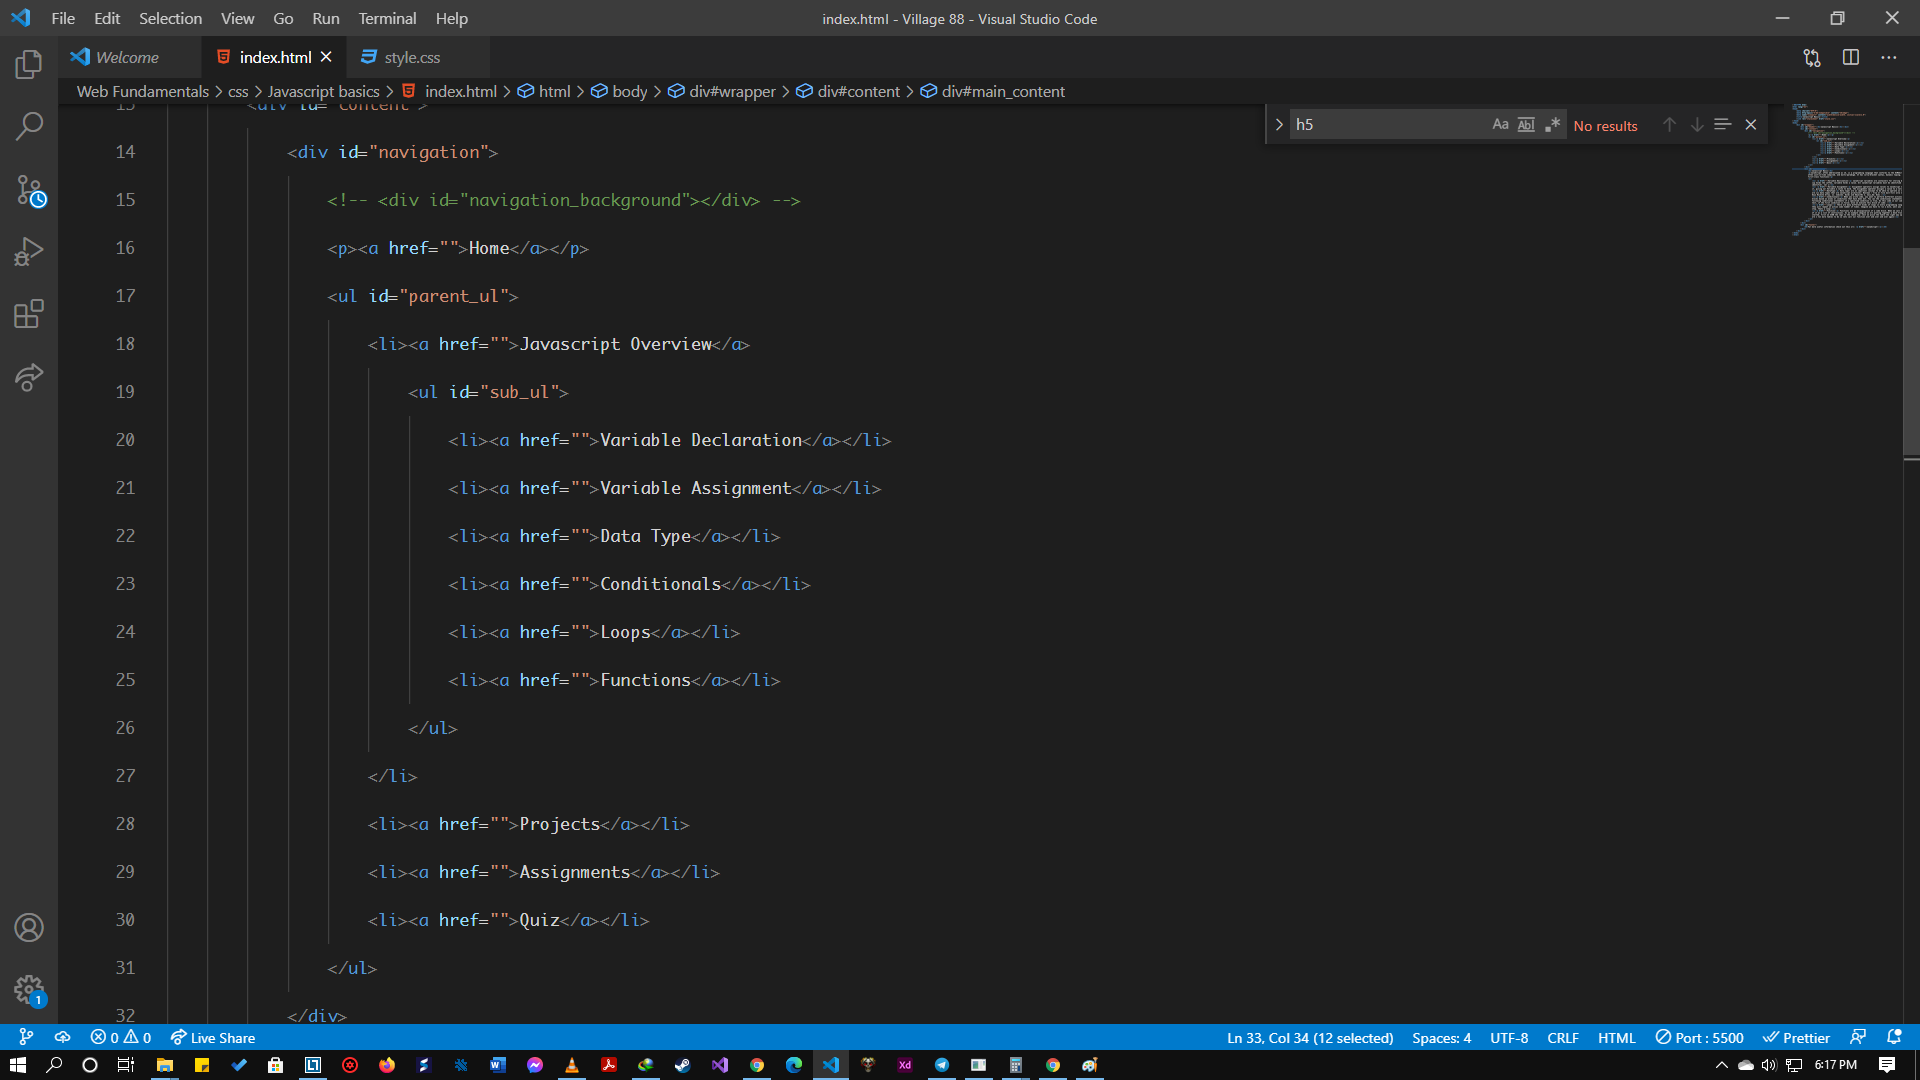 File Edit Selection View Go Run Terminal Help
index.html - Village 88 - Visual Studio Code
Welcome
index.html
style.css
Web Fundamentals > css > Javascript basics > index.html > html > body > div#wrapper > div#content > div#main_content
h5
Aa Abl .*
No results
13 <div id="content">
14 <div id="navigation">
15 <!-- <div id="navigation_background"></div> -->
16 <p><a href="">Home</a></p>
17 <ul id="parent_ul">
18 <li><a href="">Javascript Overview</a>
19 <ul id="sub_ul">
20 <li><a href="">Variable Declaration</a></li>
21 <li><a href="">Variable Assignment</a></li>
22 <li><a href="">Data Type</a></li>
23 <li><a href="">Conditionals</a></li>
24 <li><a href="">Loops</a></li>
25 <li><a href="">Functions</a></li>
26 </ul>
27 </li>
28 <li><a href="">Projects</a></li>
29 <li><a href="">Assignments</a></li>
30 <li><a href="">Quiz</a></li>
31 </ul>
32 </div>
1
0 0 Live Share
Ln 33, Col 34 (12 selected) Spaces: 4 UTF-8 CRLF HTML Port : 5500 Prettier
6:17 PM